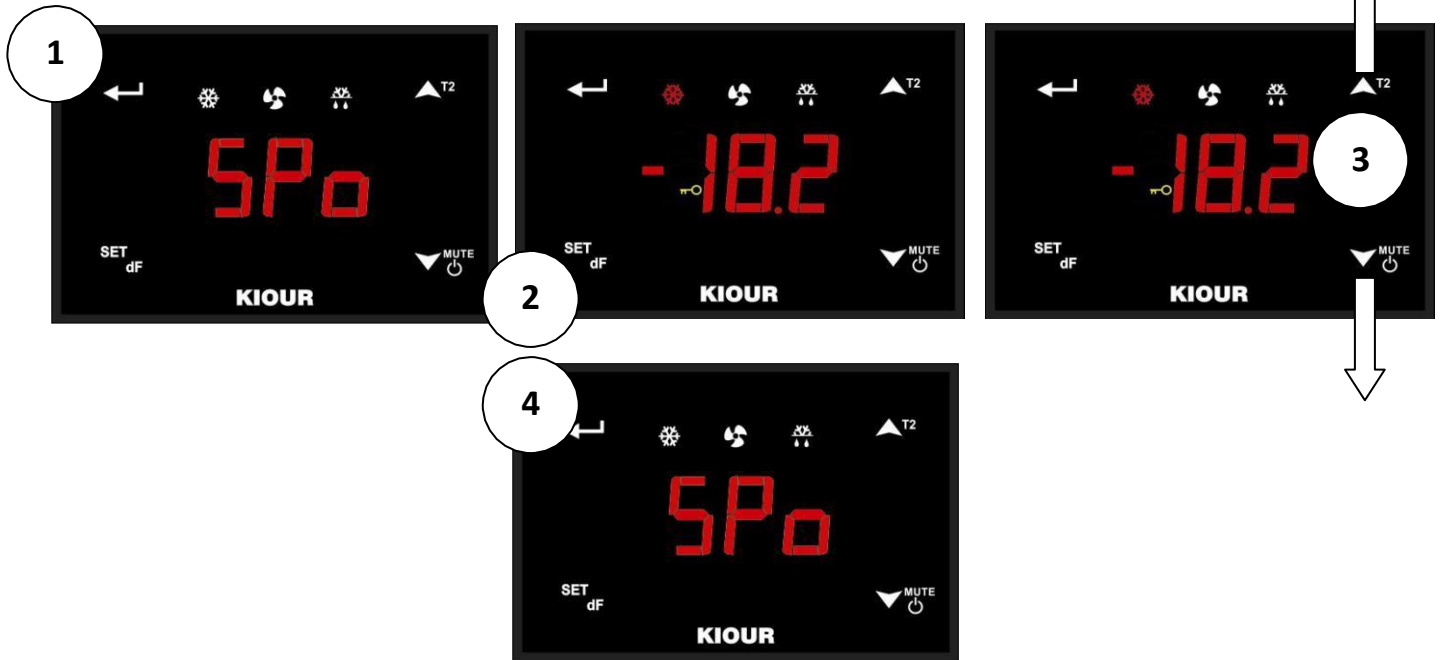 1
T2
SPo
SET
dF
MUTE
KIOUR
T2
-18.2
SET
dF
MUTE
2
KIOUR
T2
3
-18.2
SET
dF
MUTE
KIOUR
4
T2
SPo
SET
dF
MUTE
KIOUR